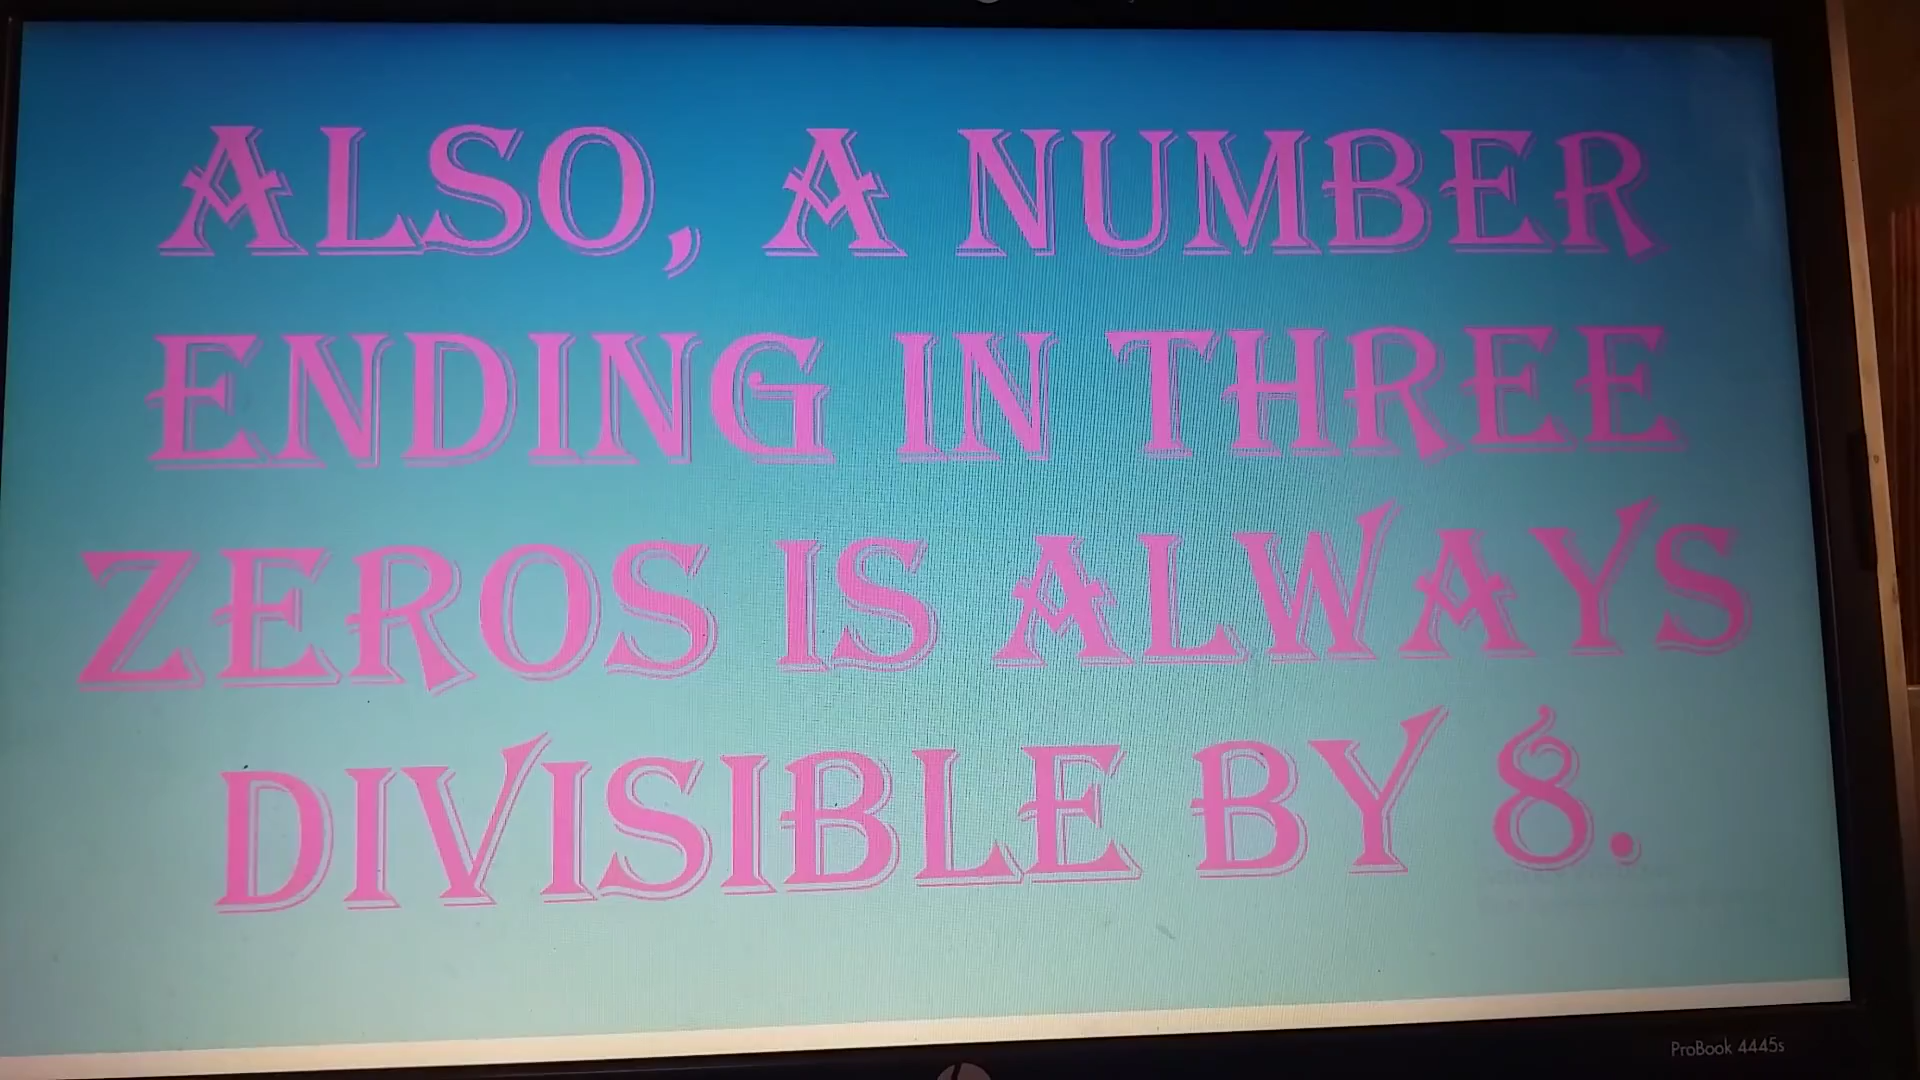 ALSO, A NUMBER
ENDING IN THREE
ZEROS IS ALWAYS
DIVISIBLE BY 8.
ProBook 4445s